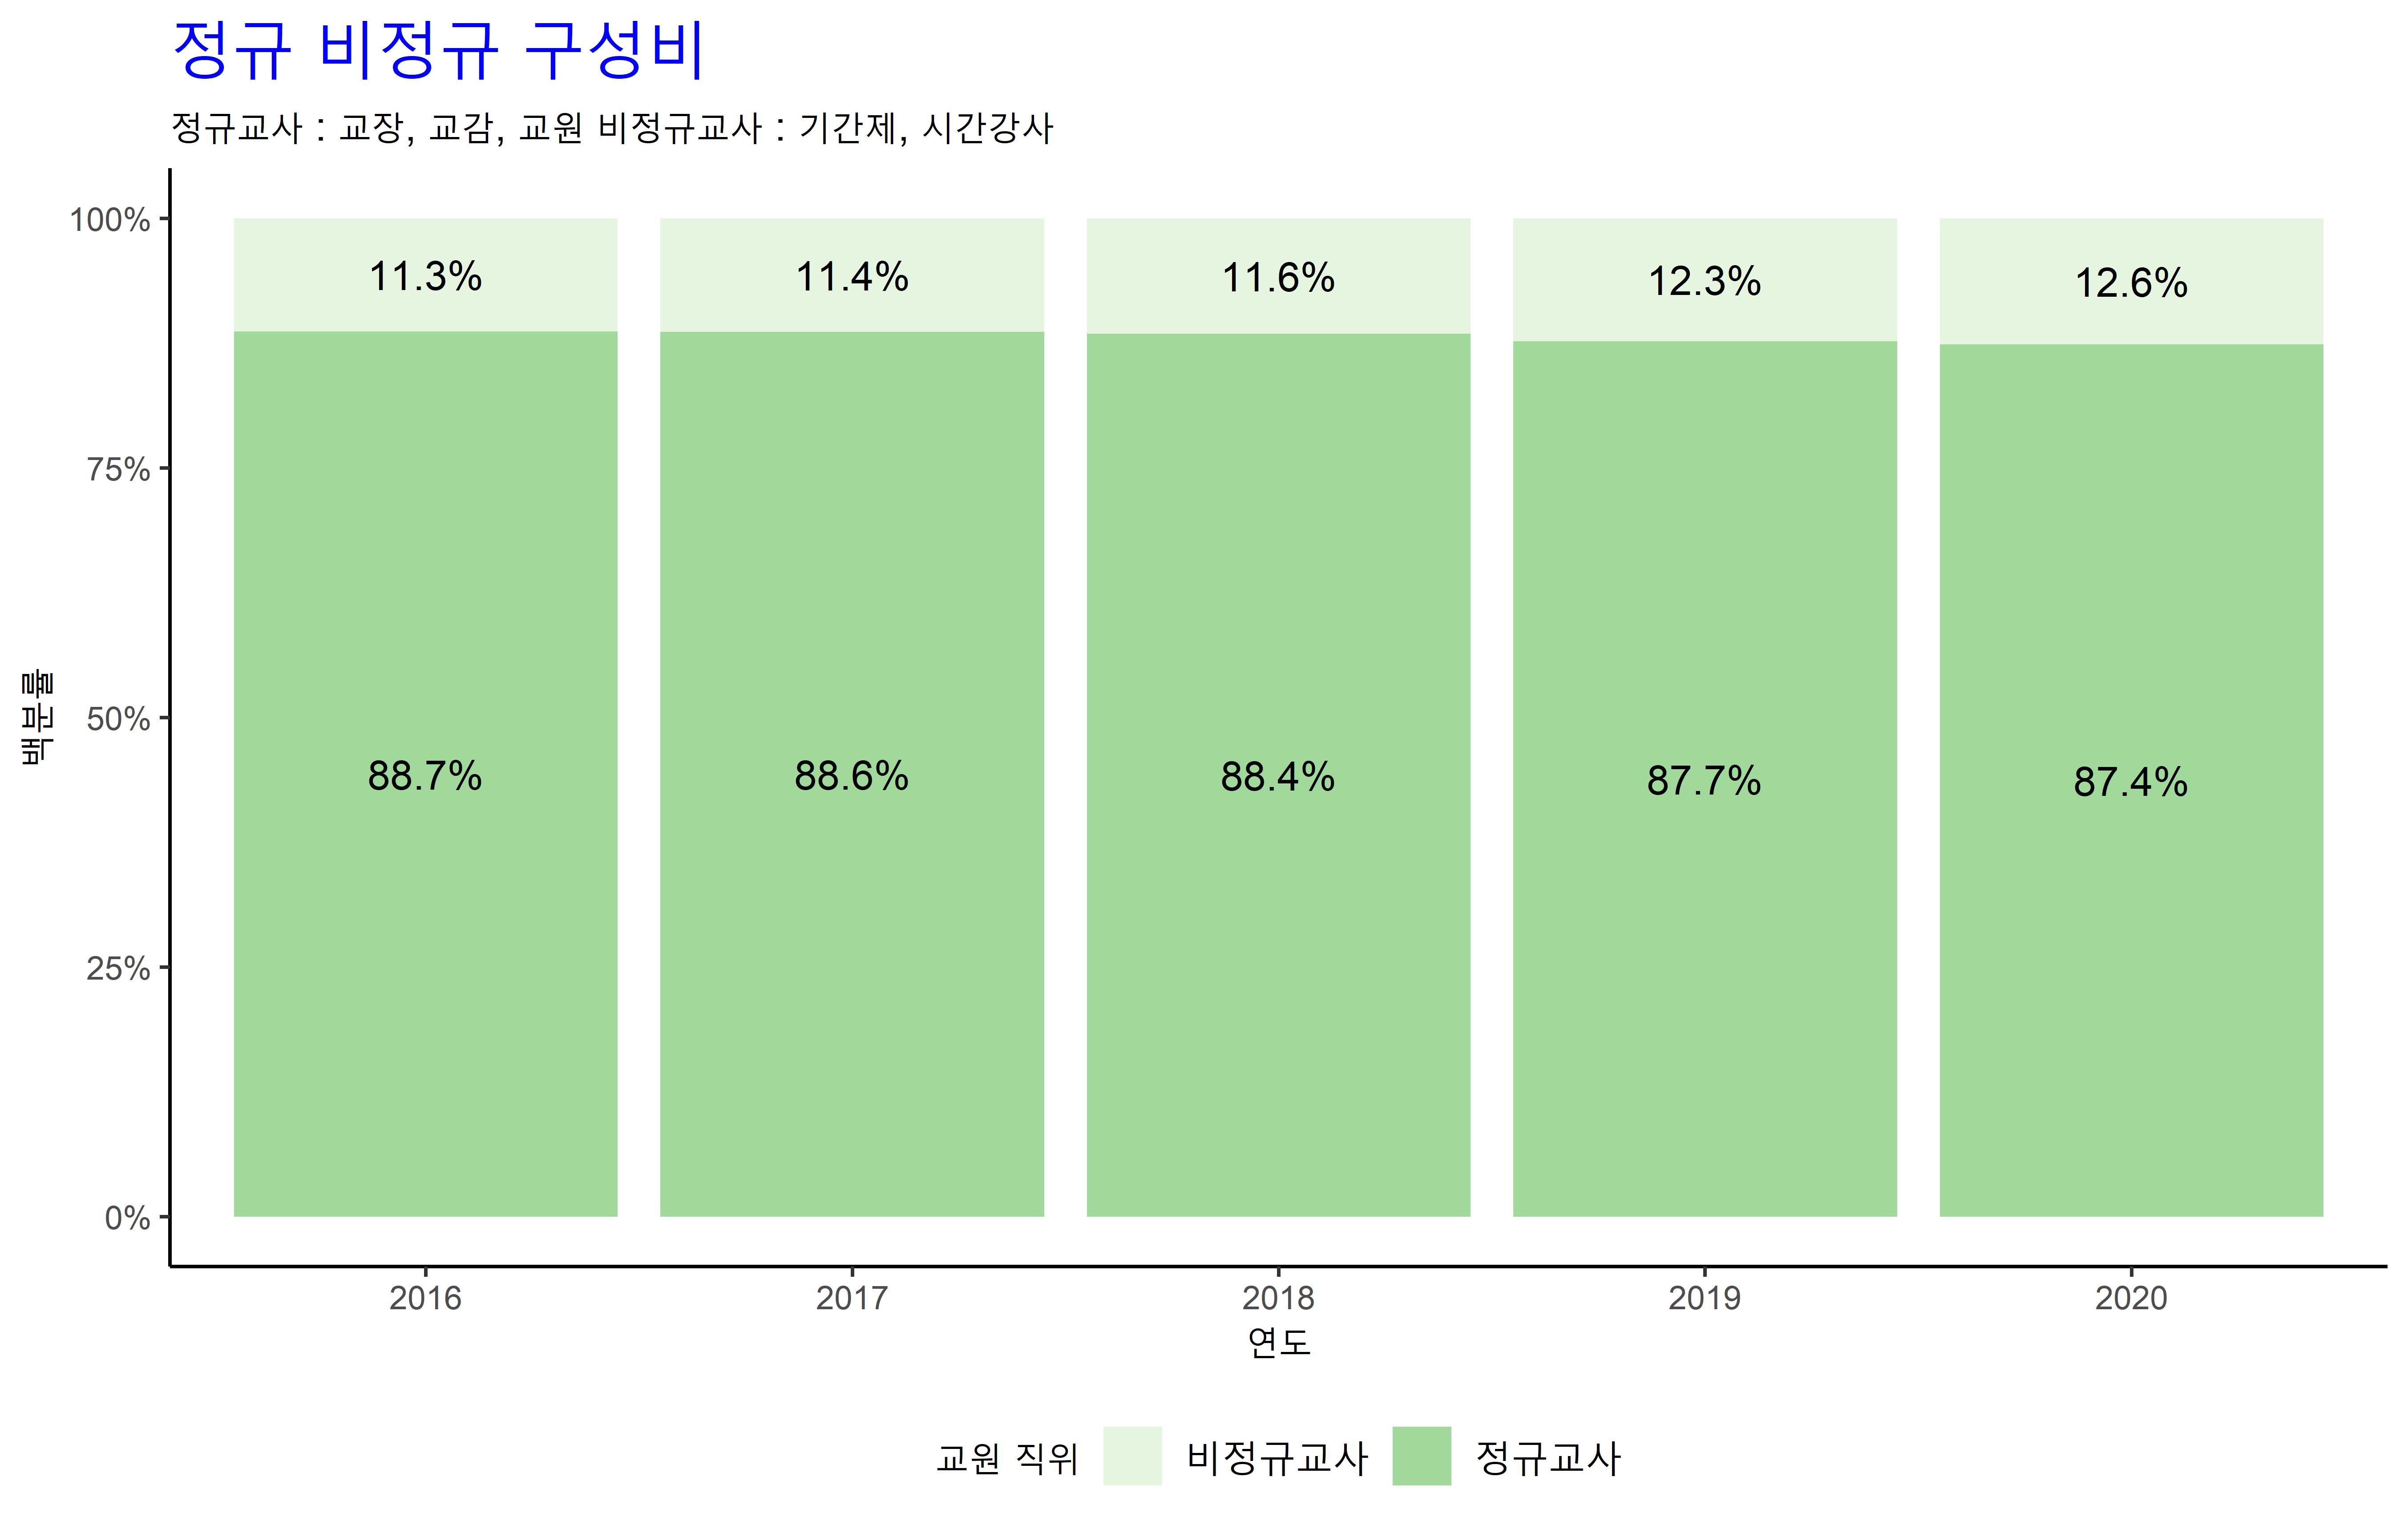 정규 비정규 구성비
정규교사 : 교장, 교감, 교원 비정규교사 : 기간제, 시간강사
백분률
100%
75%
50%
25%
0%
11.3% 11.4% 11.6% 12.3% 12.6%
88.7% 88.6% 88.4% 87.7% 87.4%
2016 2017 2018 2019 2020
연도
교원 직위 비정규교사 정규교사